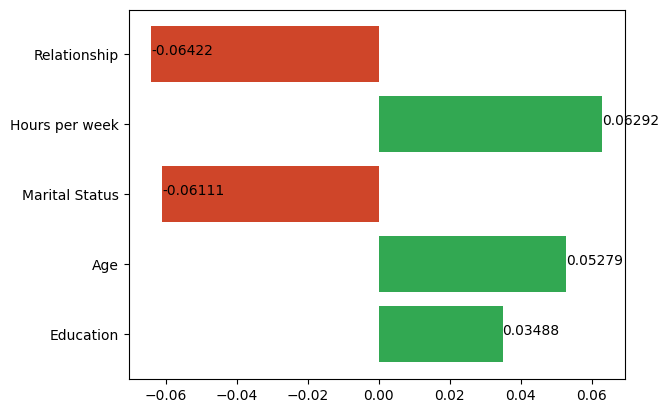 Relationship -0.06422
Hours per week 0.06292
Marital Status -0.06111
Age 0.05279
Education 0.03488
−0.06 −0.04 −0.02 0.00 0.02 0.04 0.06